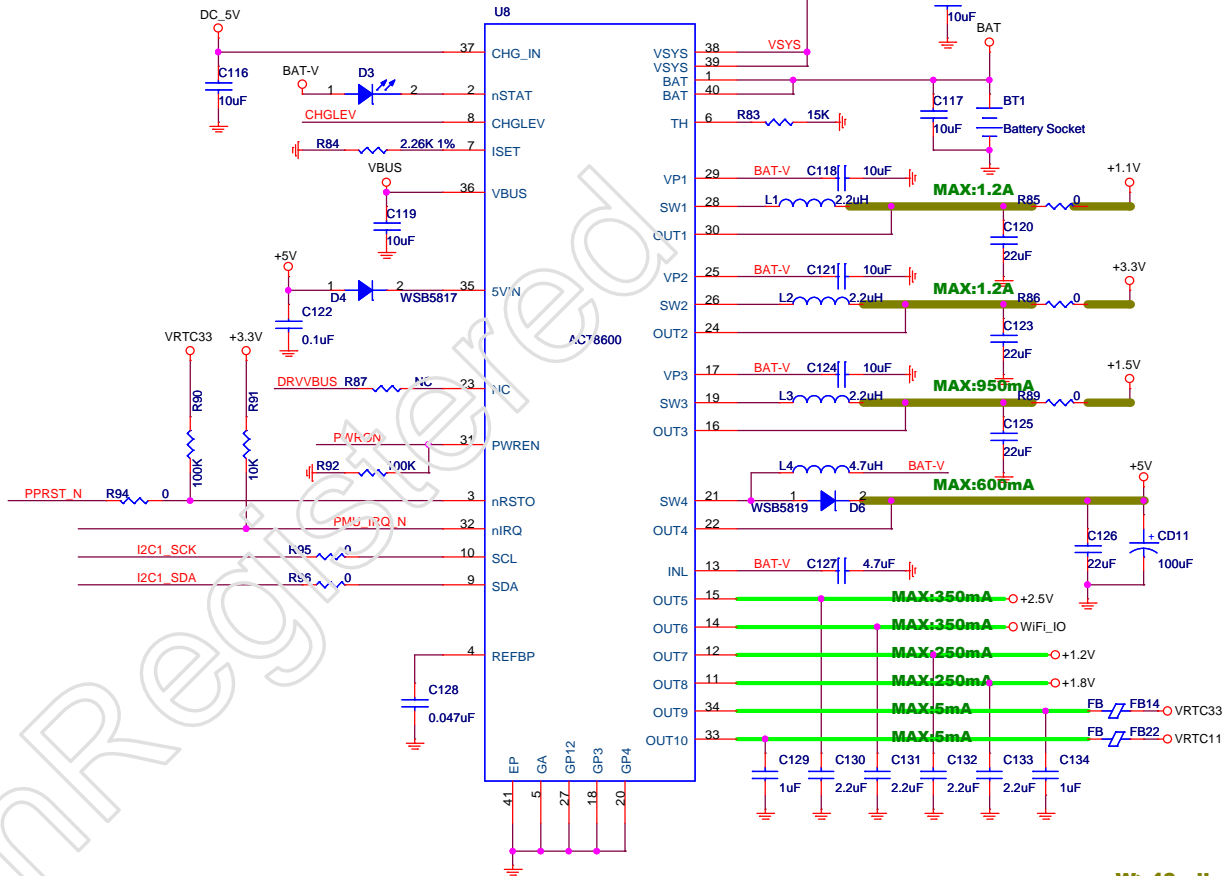 U8
DC_5V
10uF
BAT
37 CHG_IN
VSYS 38 VSYS
VSYS 39
C116
10uF
BAT-V D3
1 2
2 nSTAT
BAT 1
BAT 40
CHGLEV 8 CHGLEV
C117
10uF
BT1
Battery Socket
TH 6 R83 15K
R84 2.26K 1% 7 ISET
VBUS
36 VBUS
C119
10uF
VP1 29 BAT-V C118 10uF
MAX:1.2A
+1.1V
SW1 28 L1 2.2uH R85 0
OUT1 30
C120
22uF
+5V
1 2 35 5VIN
D4 WSB5817
C122
0.1uF
VP2 25 BAT-V C121 10uF
+3.3V
MAX:1.2A
SW2 26 L2 2.2uH R86 0
OUT2 24
C123
22uF
ACT8600
VRTC33 +3.3V
DRVVBUS R87 NC 23 NC
VP3 17 BAT-V C124 10uF
+1.5V
MAX:950mA
SW3 19 L3 2.2uH R89 0
OUT3 16
C125
22uF
R90 R91
100K 10K
PWRON 31 PWREN
R92 100K
L4 4.7uH BAT-V
+5V
MAX:600mA
PPRST_N R94 0 3 nRSTO
SW4 21 1 2
WSB5819 D6
PMU_IRQ_N 32 nIRQ
OUT4 22
C126
22uF
+ CD11
100uF
I2C1_SCK R95 0 10 SCL
I2C1_SDA R96 0 9 SDA
INL 13 BAT-V C127 4.7uF
OUT5 15 MAX:350mA +2.5V
OUT6 14 MAX:350mA WiFi_IO
4 REFBP
OUT7 12 MAX:250mA +1.2V
OUT8 11 MAX:250mA +1.8V
C128
0.047uF
OUT9 34 MAX:5mA FB FB14 VRTC33
OUT10 33 MAX:5mA FB FB22 VRTC11
EP GA GP12 GP3 GP4
41 5 27 18 20
C129 C130 C131 C132 C133 C134
1uF 2.2uF 2.2uF 2.2uF 2.2uF 1uF
nRegistered